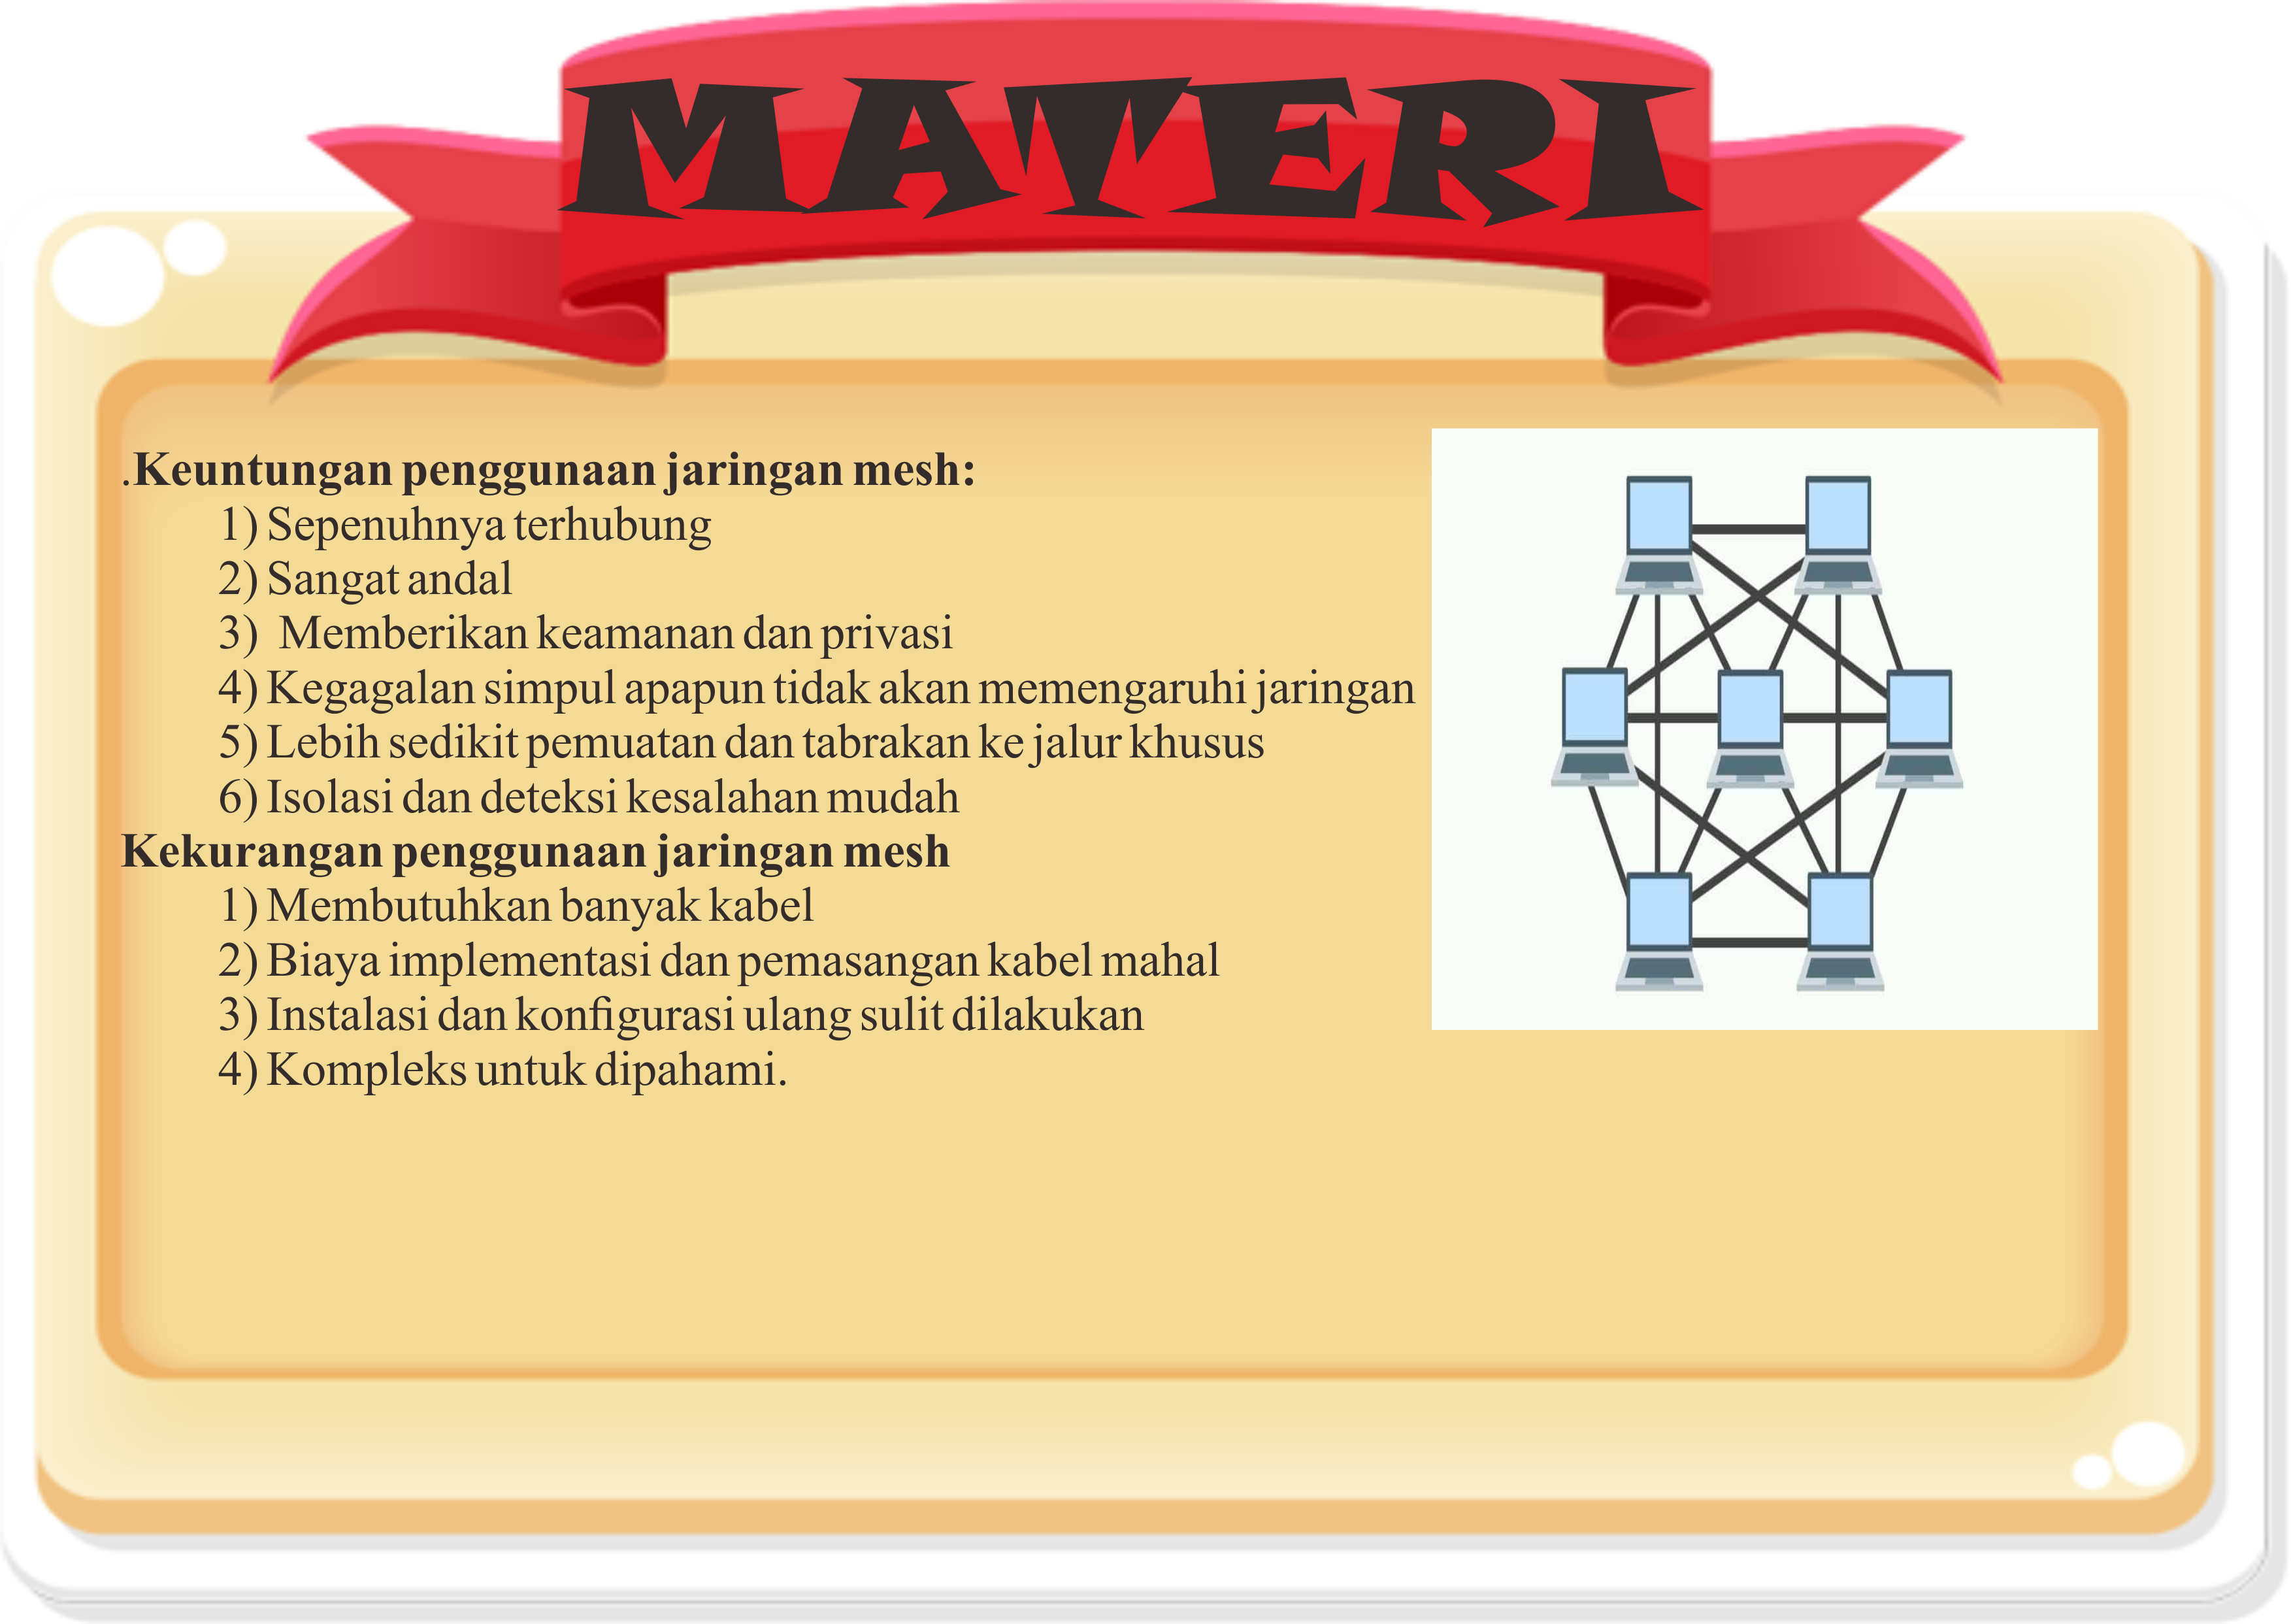 MATERI
.Keuntungan penggunaan jaringan mesh:
1) Sepenuhnya terhubung
2) Sangat andal
3)  Memberikan keamanan dan privasi
4) Kegagalan simpul apapun tidak akan memengaruhi jaringan
5) Lebih sedikit pemuatan dan tabrakan ke jalur khusus
6) Isolasi dan deteksi kesalahan mudah
Kekurangan penggunaan jaringan mesh
1) Membutuhkan banyak kabel
2) Biaya implementasi dan pemasangan kabel mahal
3) Instalasi dan konfigurasi ulang sulit dilakukan
4) Kompleks untuk dipahami.